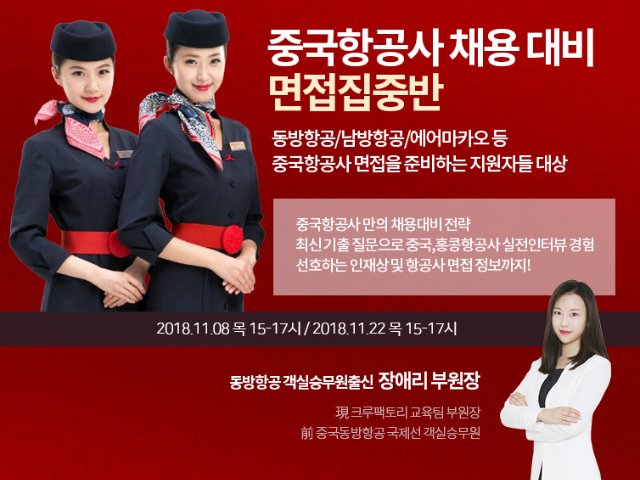 중국항공사 채용 대비
면접집중반
동방항공/남방항공/에어마카오 등
중국항공사 면접을 준비하는 지원자들 대상
중국항공사 만의 채용대비 전략
최신 기출 질문으로 중국,홍콩항공사 실전인터뷰 경험
선호하는 인재상 및 항공사 면접 정보까지!
2018.11.08 목 15-17시 / 2018.11.22 목 15-17시
동방항공 객실승무원출신 장애리 부원장
現 크루팩토리 교육팀 부원장
前 중국동방항공 국제선 객실승무원